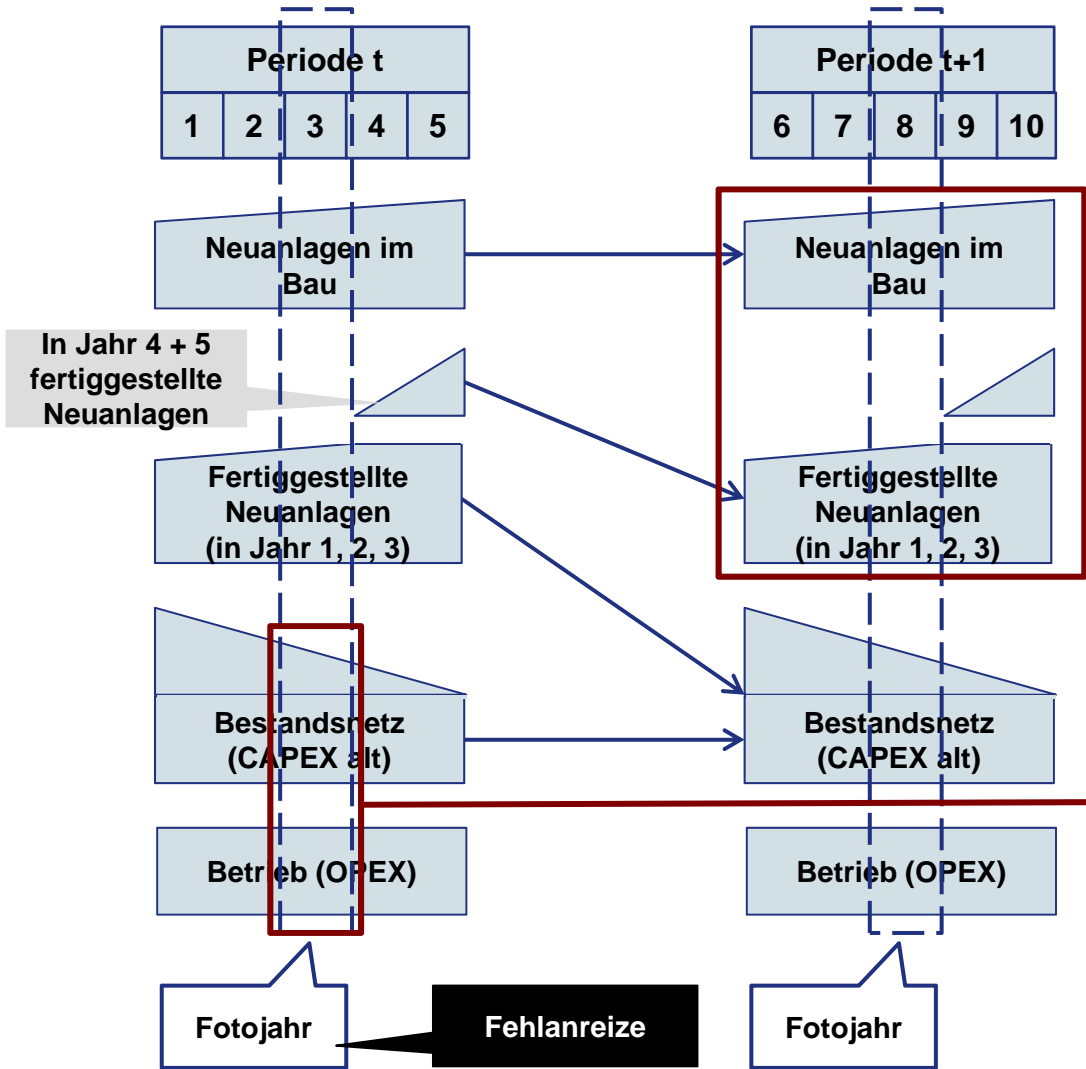 Periode t
1 2 3 4 5
Neuanlagen im
Bau
In Jahr 4 + 5
fertiggestellte
Neuanlagen
Fertiggestellte
Neuanlagen
(in Jahr 1, 2, 3)
Bestandsnetz
(CAPEX alt)
Betrieb (OPEX)
Fotojahr
Fehlanreize
Periode t+1
6 7 8 9 10
Neuanlagen im
Bau
Fertiggestellte
Neuanlagen
(in Jahr 1, 2, 3)
Bestandsnetz
(CAPEX alt)
Betrieb (OPEX)
Fotojahr